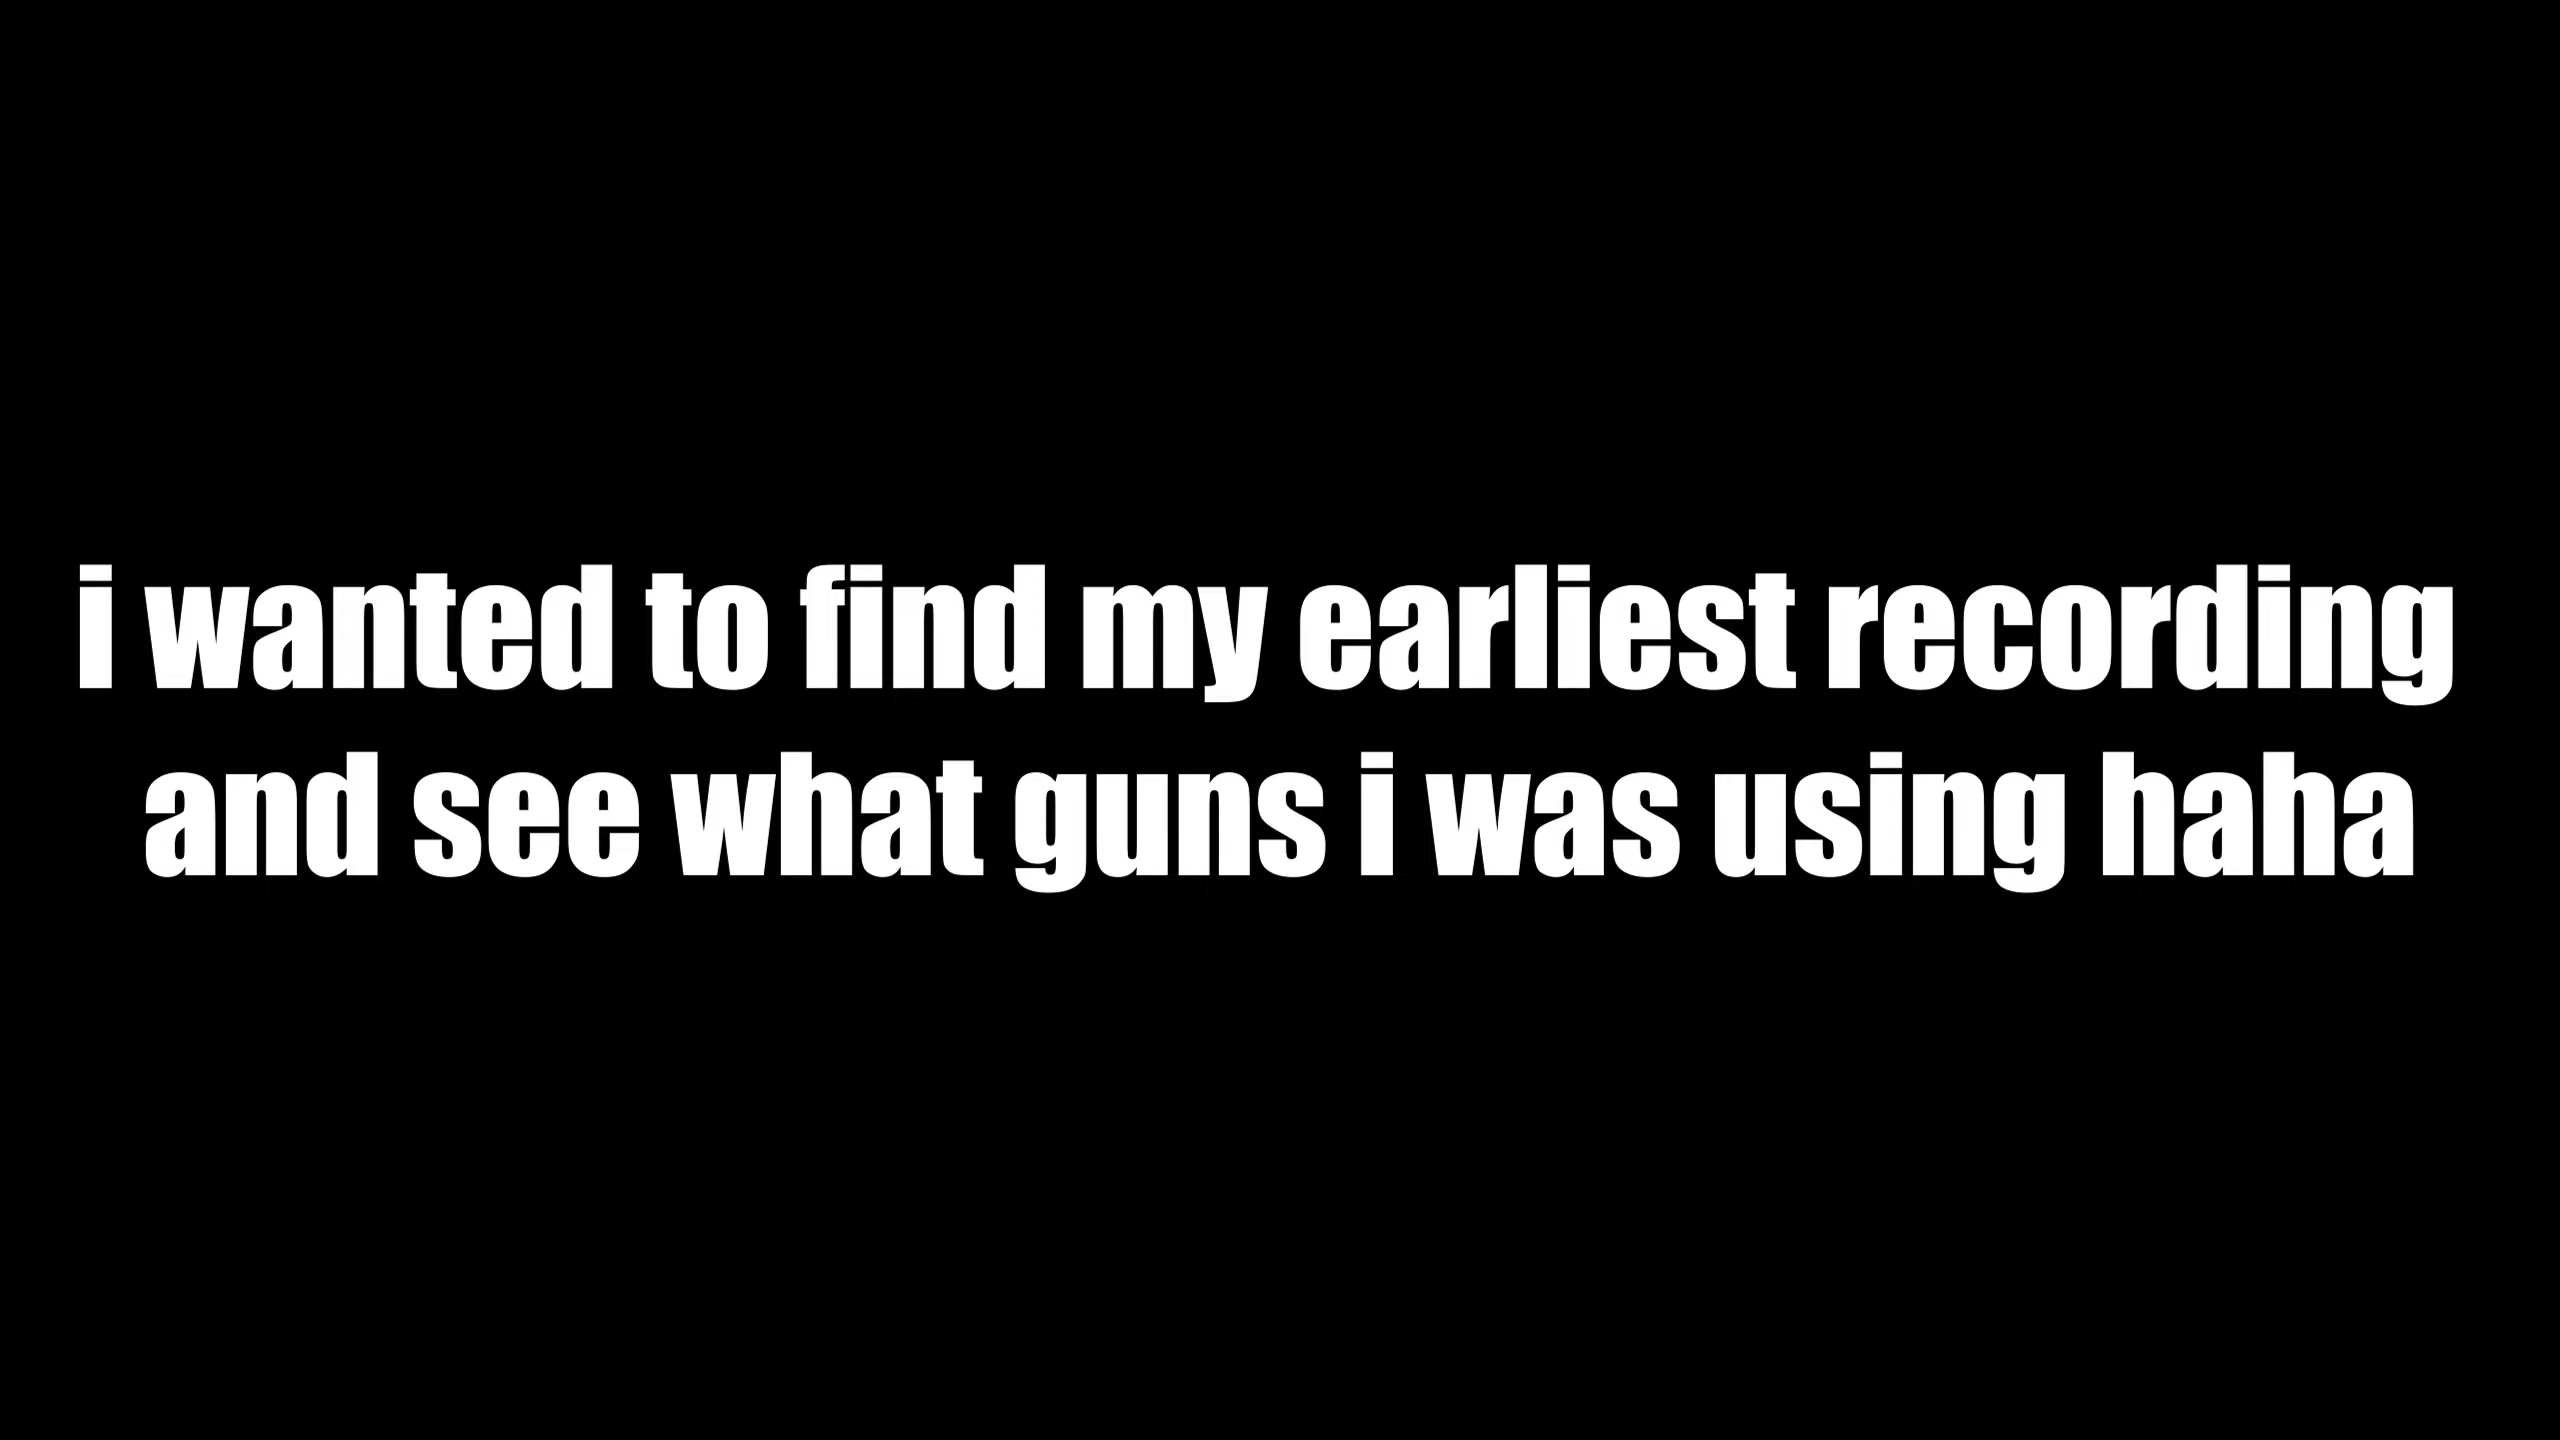 i wanted to find my earliest recording
and see what guns i was using haha